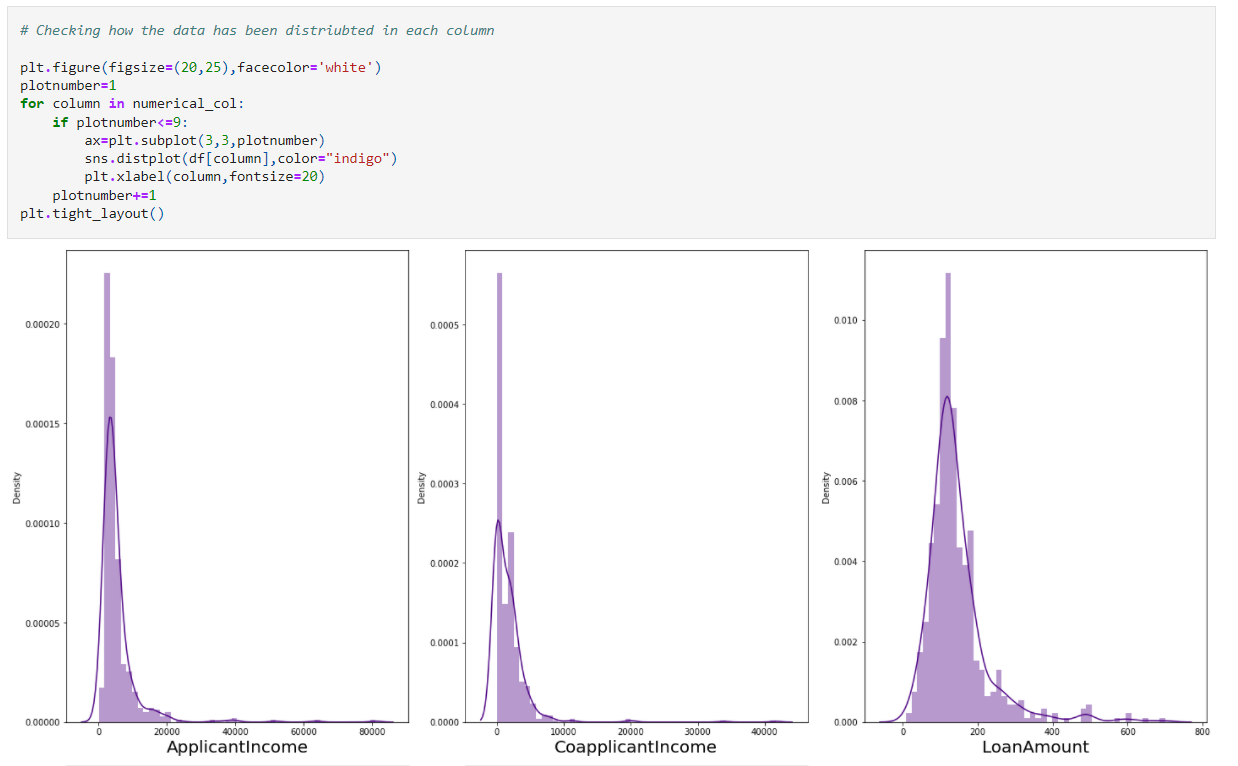 # Checking how the data has been distriubted in each column
plt.figure(figsize=(20,25),facecolor='white')
plotnumber=1
for column in numerical_col:
    if plotnumber<=9:
        ax=plt.subplot(3,3,plotnumber)
        sns.distplot(df[column],color="indigo")
        plt.xlabel(column,fontsize=20)
    plotnumber+=1
plt.tight_layout()
Density
0.00020
0.00015
0.00010
0.00005
0.00000
0 20000 40000 60000 80000
ApplicantIncome
Density
0.0005
0.0004
0.0003
0.0002
0.0001
0.0000
0 10000 20000 30000 40000
CoapplicantIncome
Density
0.010
0.008
0.006
0.004
0.002
0.000
0 200 400 600 800
LoanAmount